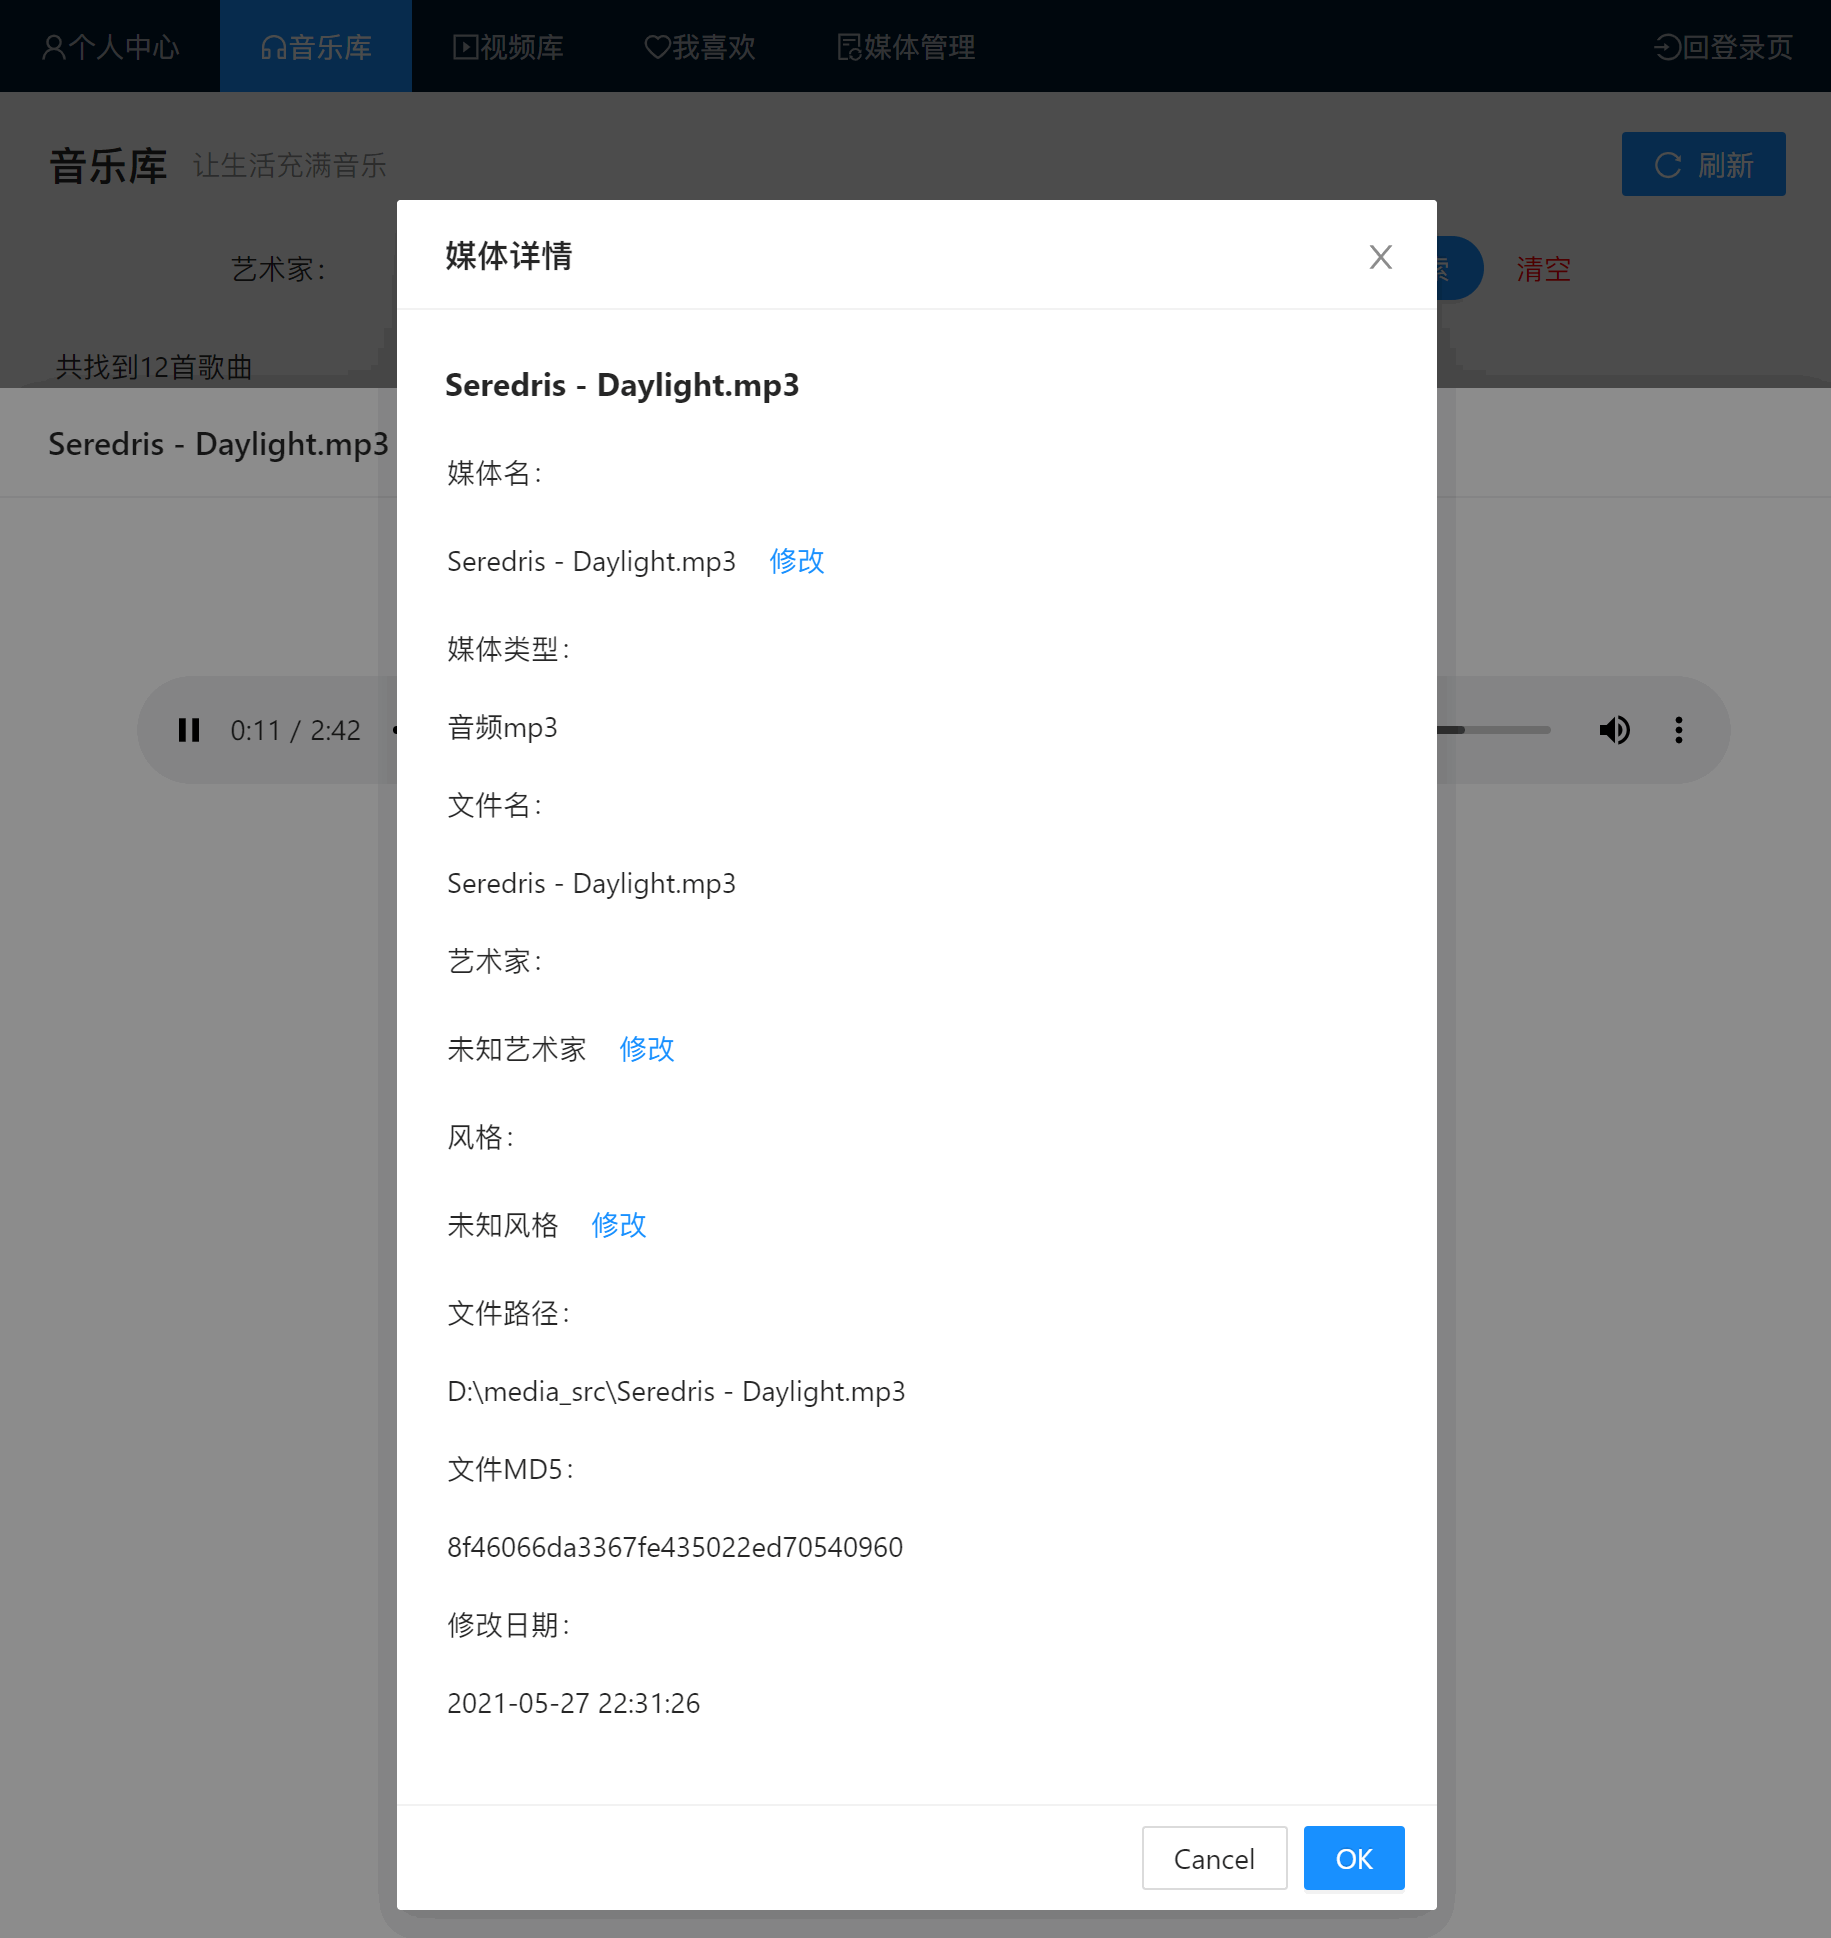 个人中心 音乐库 视频库 我喜欢 媒体管理 回登录页
音乐库 让生活充满音乐 刷新
艺术家： 索 清空
共找到12首歌曲
Seredris - Daylight.mp3
0:11 / 2:42
媒体详情
Seredris - Daylight.mp3
媒体名：
Seredris - Daylight.mp3 修改
媒体类型：
音频mp3
文件名：
Seredris - Daylight.mp3
艺术家：
未知艺术家 修改
风格：
未知风格 修改
文件路径：
D:\media_src\Seredris - Daylight.mp3
文件MD5：
8f46066da3367fe435022ed70540960
修改日期：
2021-05-27 22:31:26
Cancel OK